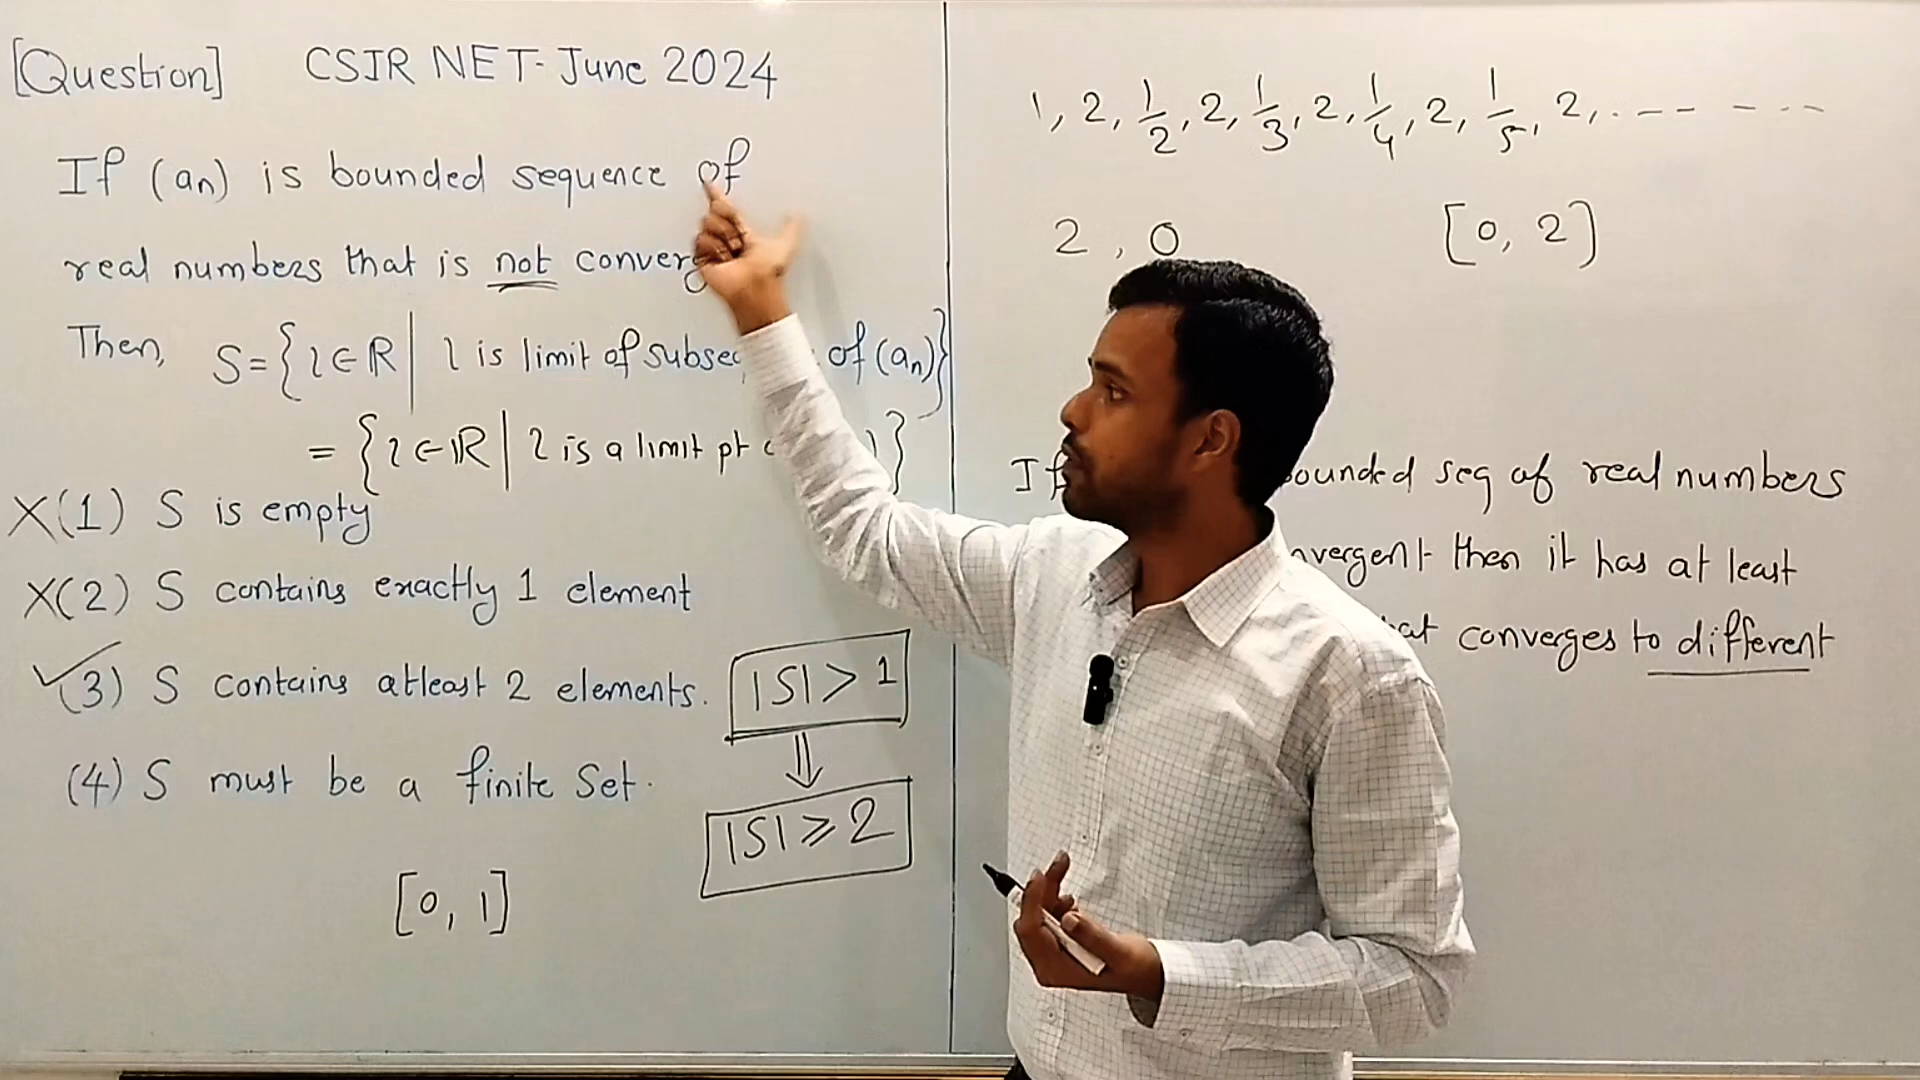 [Question] CSIR NET- June 2024
If (an) is bounded sequence of
real numbers that is not
Then, S = { l ∈ ℝ | l is limit of of (an)}
= { l ∈ ℝ | l is a limit pt }
X(1) S is empty
X(2) S contains exactly 1 element
✓(3) S contains atleast 2 elements.
|S| > 1
⇓
|S| ⩾ 2
(4) S must be a finite set.
[0, 1]
1, 2, 1/2, 2, 1/3, 2, 1/4, 2, 1/5, 2, . -- - ---
2 , 0 [0, 2]
If seq of real numbers
then it has at least
converges to different